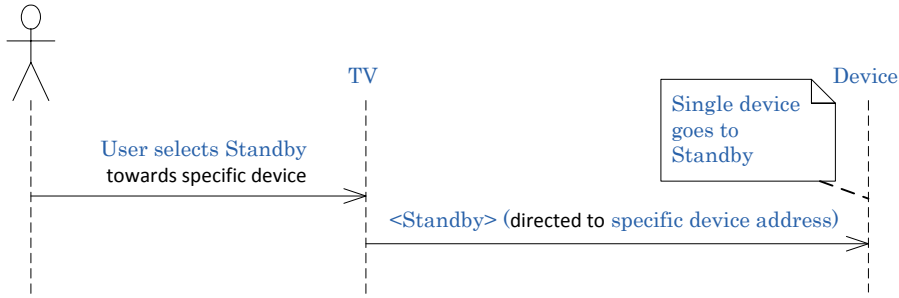 TV
Device
Single device
goes to
Standby
User selects Standby
towards specific device
<Standby> (directed to specific device address)